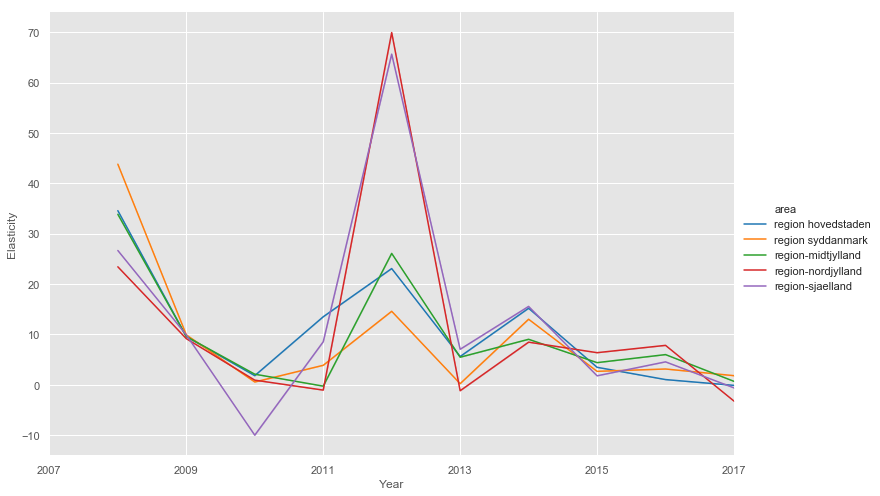 70
60
50
40
30
20
10
0
−10
Elasticity
2007
2009
2011
2013
2015
2017
Year
area
region hovedstaden
region syddanmark
region-midtjylland
region-nordjylland
region-sjaelland